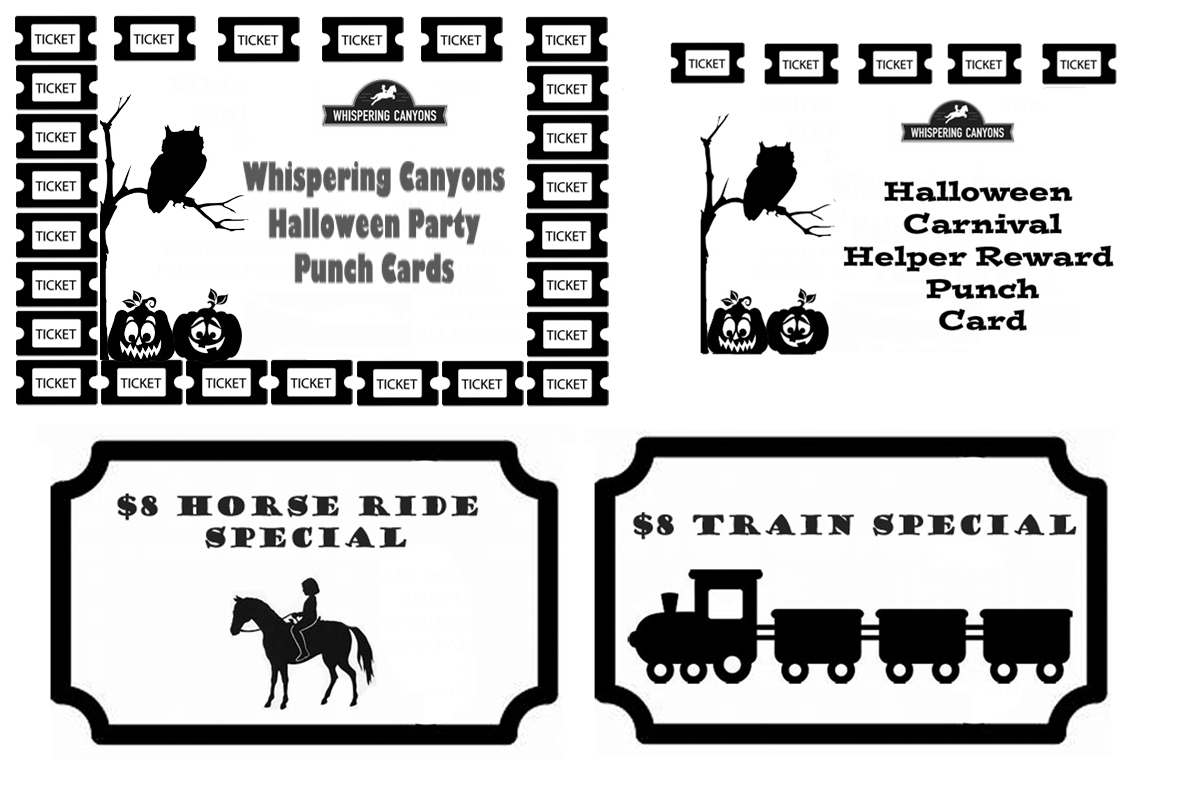 TICKET TICKET TICKET TICKET TICKET TICKET
TICKET TICKET
TICKET TICKET
TICKET TICKET
TICKET TICKET
TICKET TICKET
TICKET TICKET
TICKET TICKET TICKET TICKET TICKET TICKET TICKET
WHISPERING CANYONS
Whispering Canyons
Halloween Party
Punch Cards
TICKET TICKET TICKET TICKET TICKET
WHISPERING CANYONS
Halloween
Carnival
Helper Reward
Punch
Card
$8 HORSE RIDE
SPECIAL
$8 TRAIN SPECIAL